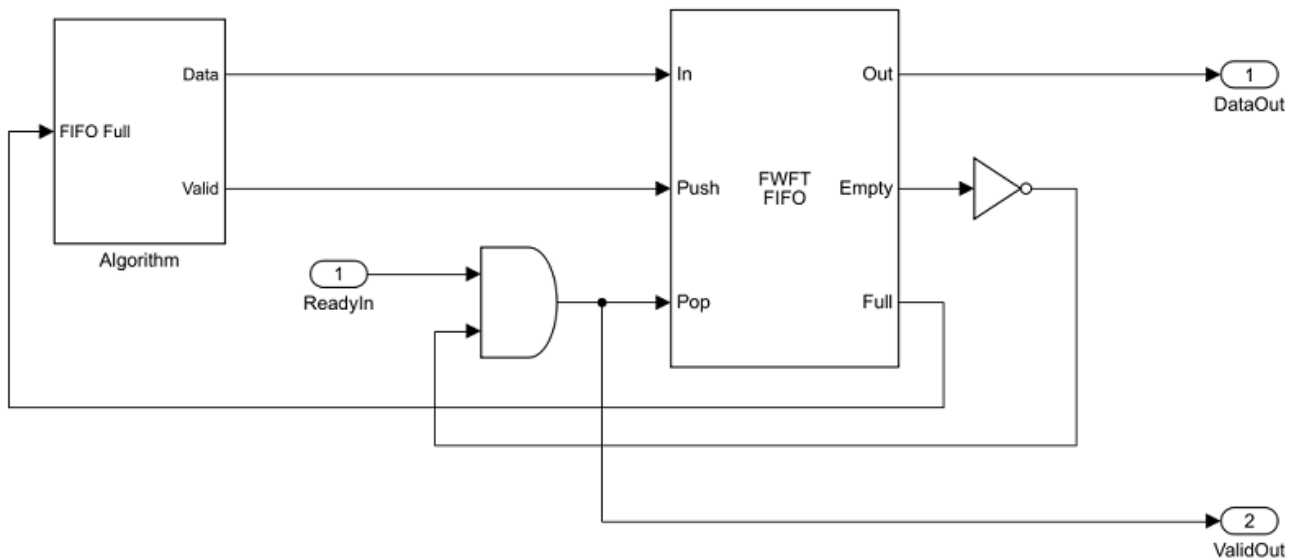 Data
In
Out
1
DataOut
FIFO Full
Valid
Push
FWFT
FIFO
Empty
Algorithm
1
ReadyIn
Pop
Full
2
ValidOut